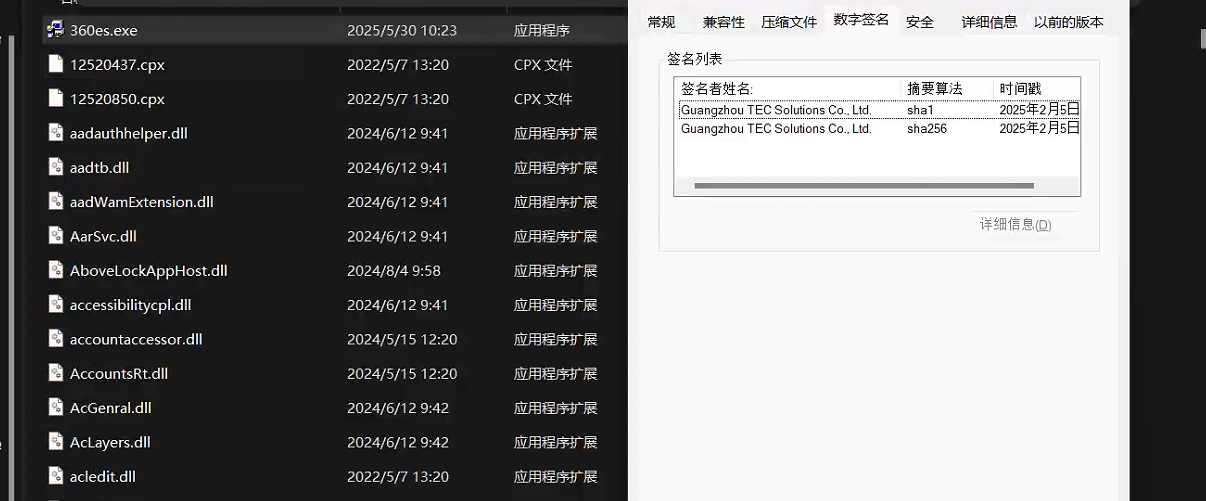 360es.exe 2025/5/30 10:23 应用程序
12520437.cpx 2022/5/7 13:20 CPX 文件
12520850.cpx 2022/5/7 13:20 CPX 文件
aadauthhelper.dll 2024/6/12 9:41 应用程序扩展
aadtb.dll 2024/6/12 9:41 应用程序扩展
aadWamExtension.dll 2024/6/12 9:41 应用程序扩展
AarSvc.dll 2024/6/12 9:41 应用程序扩展
AboveLockAppHost.dll 2024/8/4 9:58 应用程序扩展
accessibilitycpl.dll 2024/6/12 9:41 应用程序扩展
accountaccessor.dll 2024/5/15 12:20 应用程序扩展
AccountsRt.dll 2024/5/15 12:20 应用程序扩展
AcGenral.dll 2024/6/12 9:42 应用程序扩展
AcLayers.dll 2024/6/12 9:42 应用程序扩展
acledit.dll 2022/5/7 13:20 应用程序扩展
常规 兼容性 压缩文件 数字签名 安全 详细信息 以前的版本
签名列表
签名者姓名: 摘要算法 时间戳
Guangzhou TEC Solutions Co., Ltd. sha1 2025年2月5日
Guangzhou TEC Solutions Co., Ltd. sha256 2025年2月5日
详细信息(D)